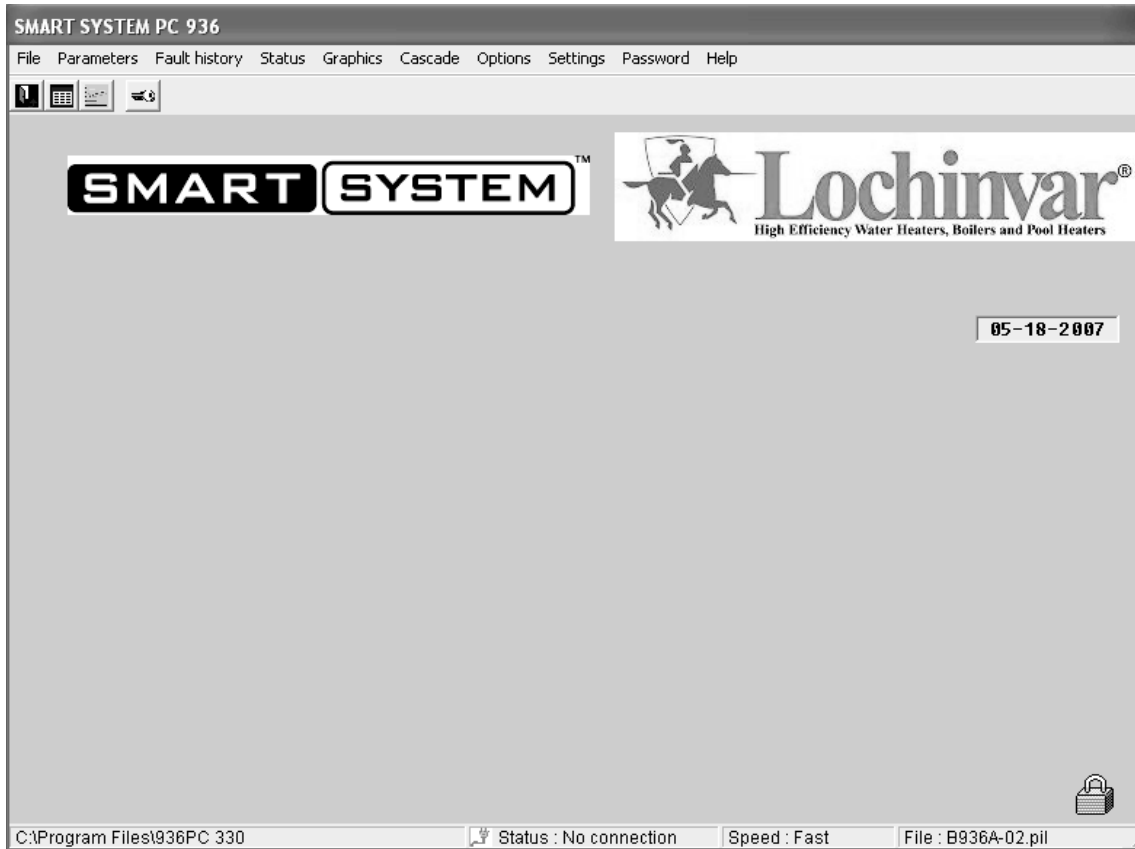 SMART SYSTEM PC 936
File Parameters Fault history Status Graphics Cascade Options Settings Password Help
SMART SYSTEM™
Lochinvar®
High Efficiency Water Heaters, Boilers and Pool Heaters
05-18-2007
C:\Program Files\936PC 330 Status : No connection Speed : Fast File : B936A-02.pil